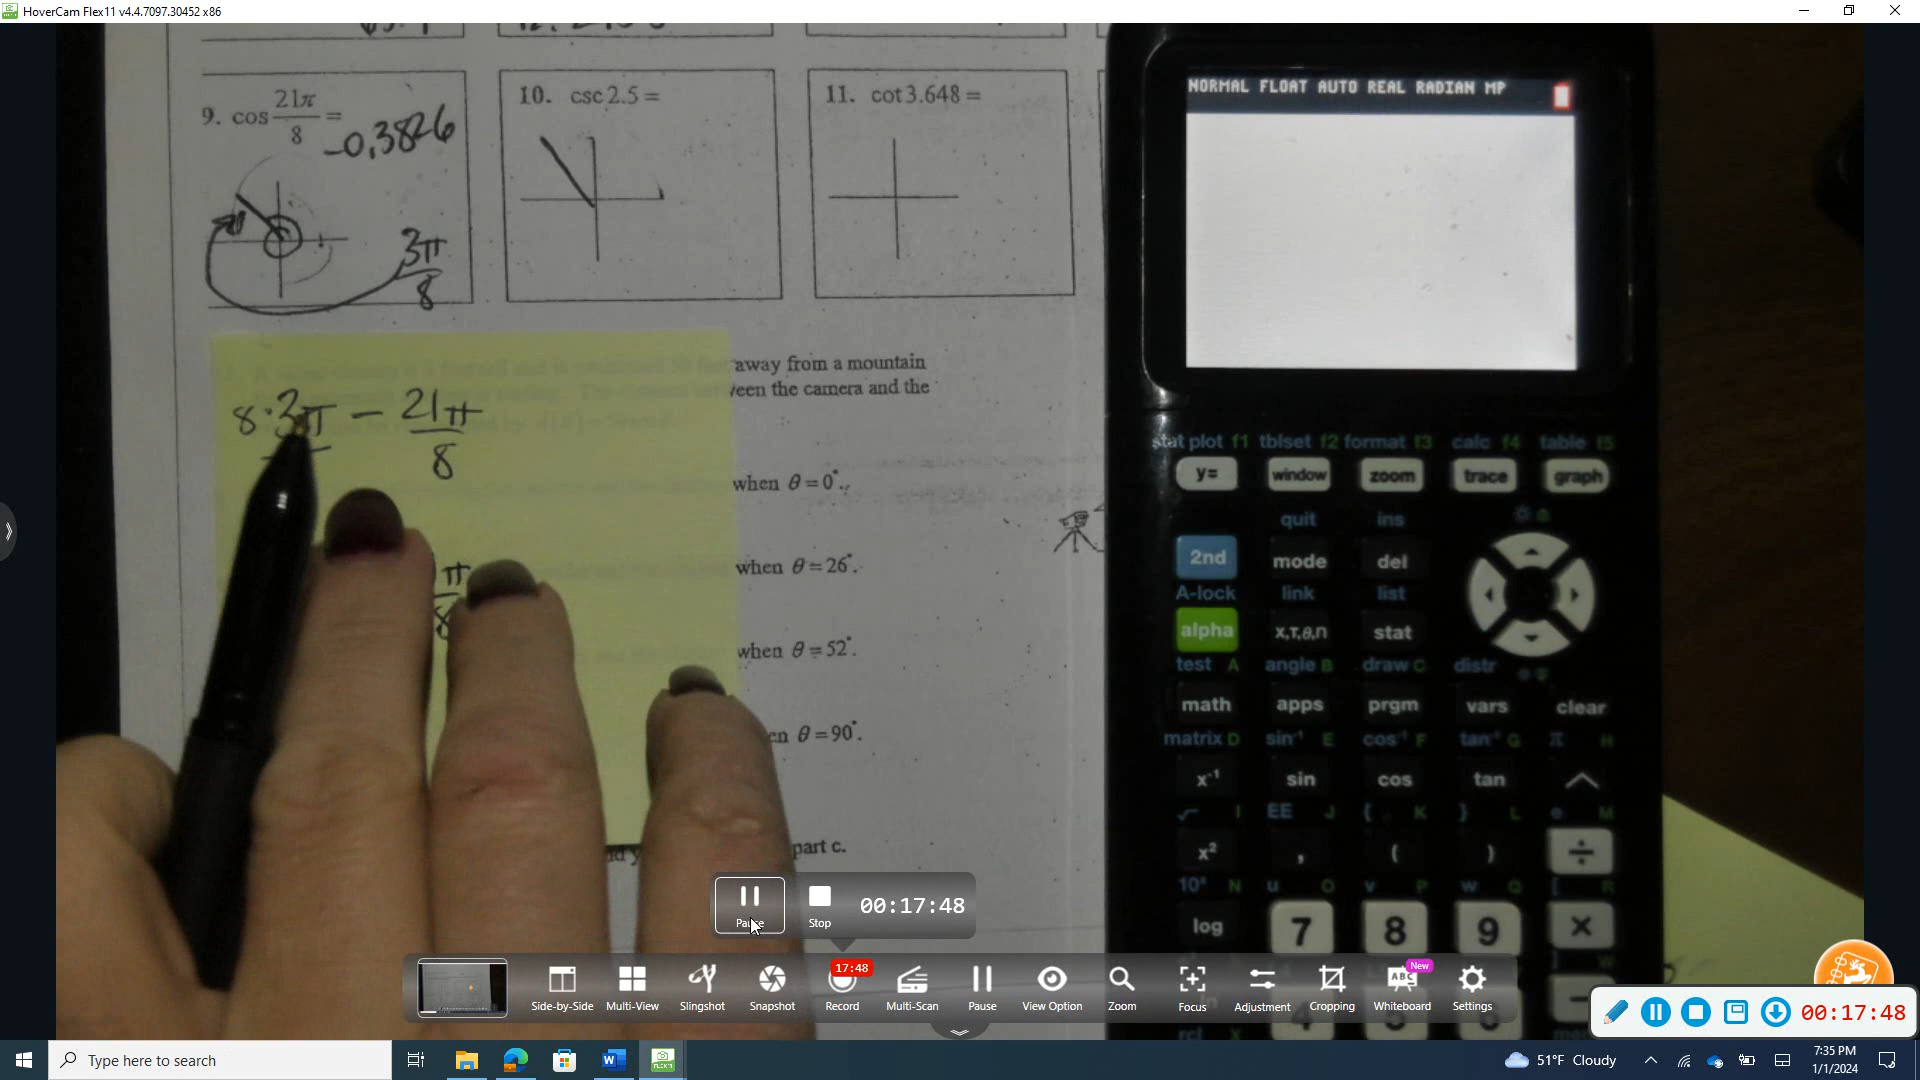 HoverCam Flex11 v4.4.7097.30452 x86
9. cos 21π/8 = -0.3826
10. csc 2.5 =
11. cot 3.648 =
3π/8
8·3π - 21π/8
π
8
away from a mountain
een the camera and the
when θ = 0°.
when θ = 26°.
when θ = 52°.
en θ = 90°.
part c.
NORMAL FLOAT AUTO REAL RADIAN MP
stat plot f1 tblset f2 format f3 calc f4 table f5
y= window zoom trace graph
quit ins
2nd mode del
A-lock link list
alpha X,T,θ,n stat
test A angle B draw C distr
math apps prgm vars clear
matrix D sin⁻¹ E cos⁻¹ F tan⁻¹ G π H
x⁻¹ sin cos tan ^
√ I EE J { K } L e M
x² , ( ) ÷
10ˣ N u O v P w Q [ R
log 7 8 9 ×
rcl X
Pause Stop 00:17:48
17:48 New
Side-by-Side Multi-View Slingshot Snapshot Record Multi-Scan Pause View Option Zoom Focus Adjustment Cropping Whiteboard Settings
00:17:48
Type here to search
51°F Cloudy
7:35 PM
1/1/2024